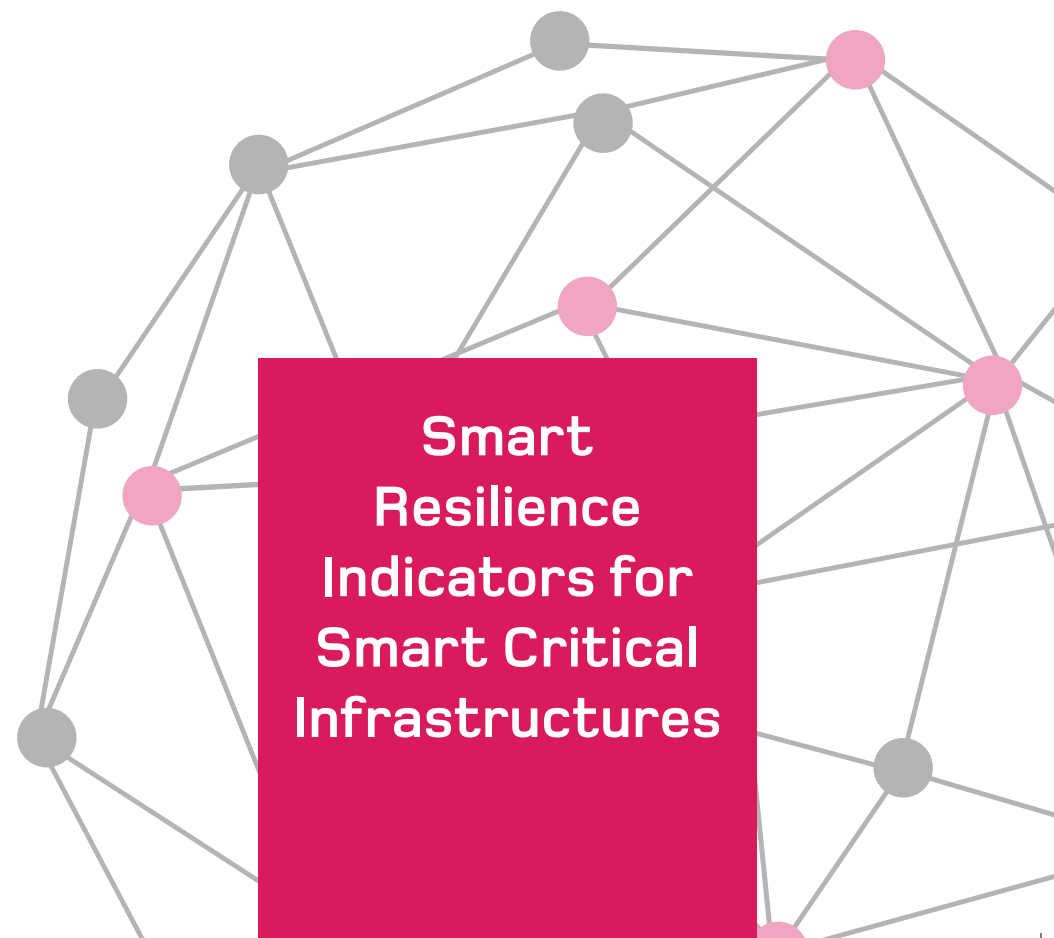 Smart
Resilience
Indicators for
Smart Critical
Infrastructures